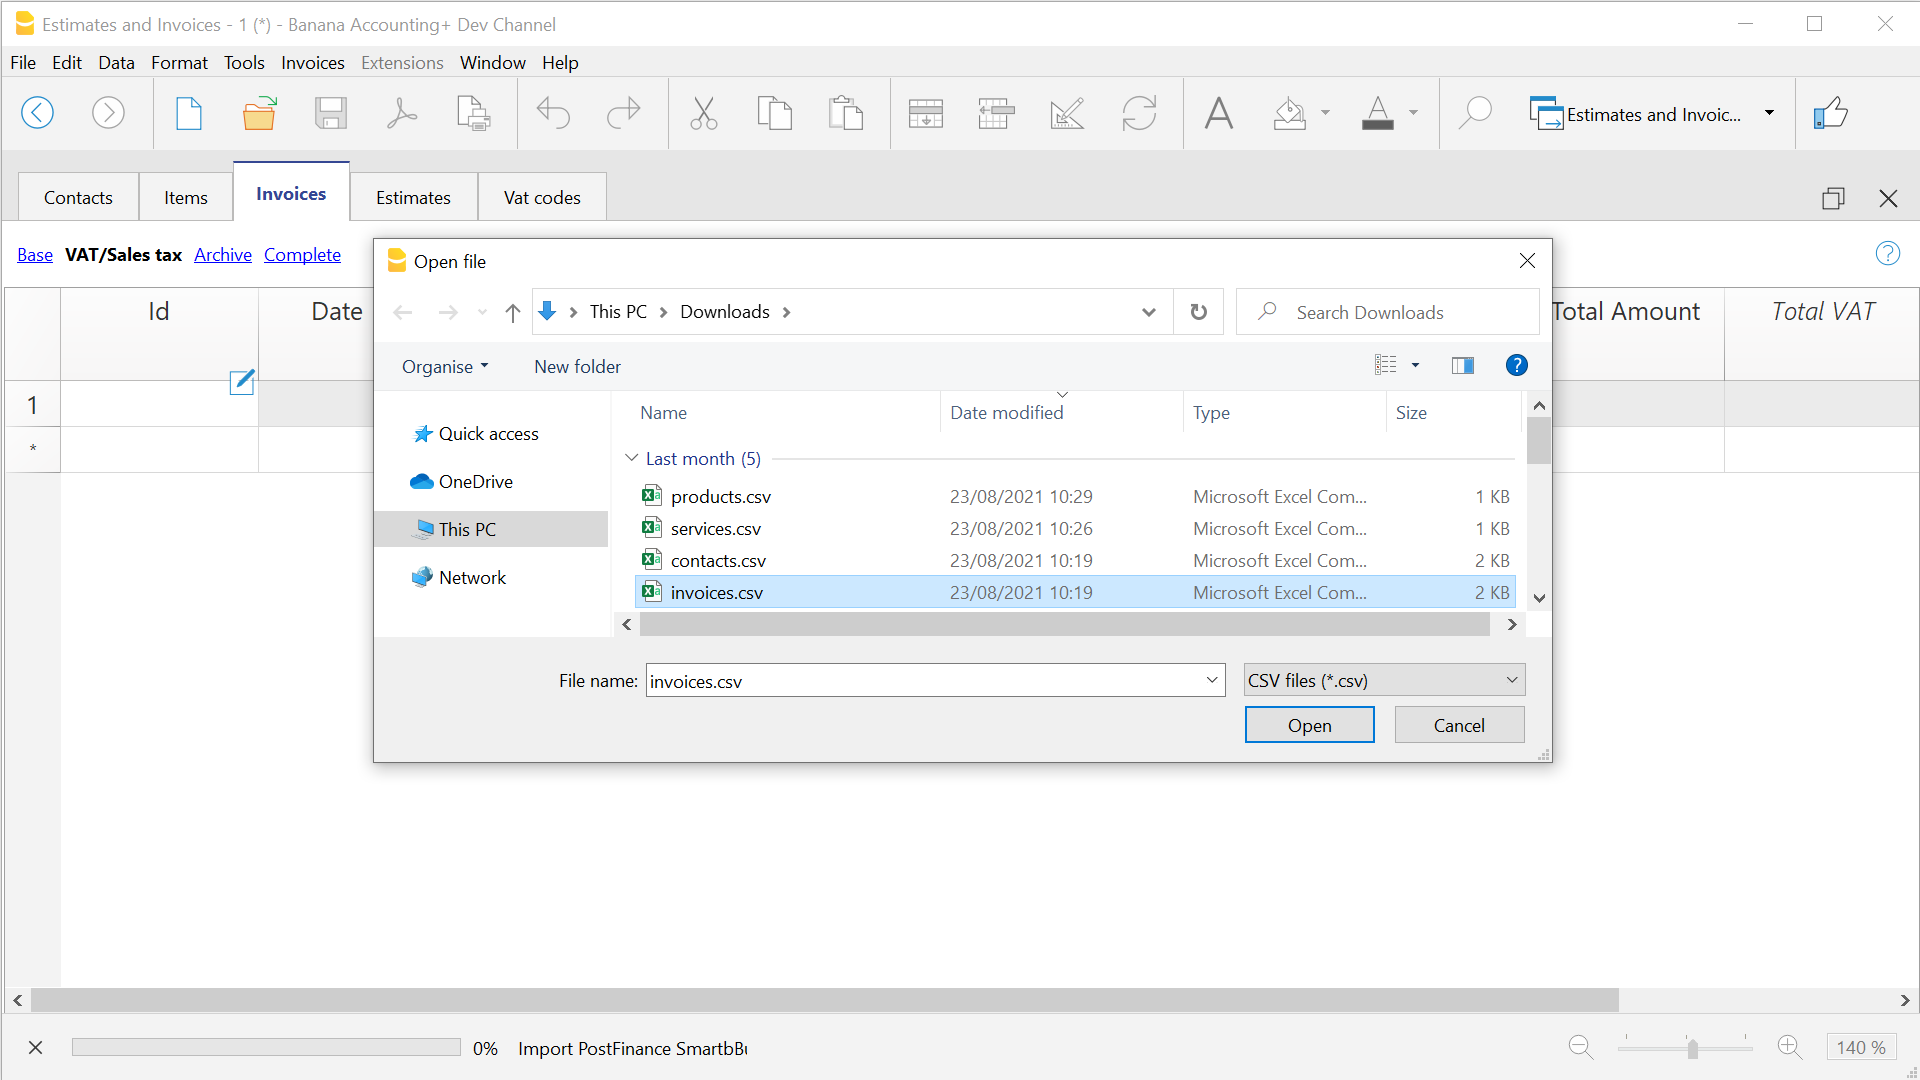 Estimates and Invoices - 1 (*) - Banana Accounting+ Dev Channel
File Edit Data Format Tools Invoices Extensions Window Help
Estimates and Invoic...
Contacts Items Invoices Estimates Vat codes
Base VAT/Sales tax Archive Complete
Id Date Total Amount Total VAT
1
*
Open file
This PC Downloads Search Downloads
Organise New folder
Quick access
OneDrive
This PC
Network
Name Date modified Type Size
Last month (5)
products.csv 23/08/2021 10:29 Microsoft Excel Com... 1 KB
services.csv 23/08/2021 10:26 Microsoft Excel Com... 1 KB
contacts.csv 23/08/2021 10:19 Microsoft Excel Com... 2 KB
invoices.csv 23/08/2021 10:19 Microsoft Excel Com... 2 KB
File name: invoices.csv CSV files (*.csv)
Open Cancel
0% Import PostFinance SmartbBu
140 %